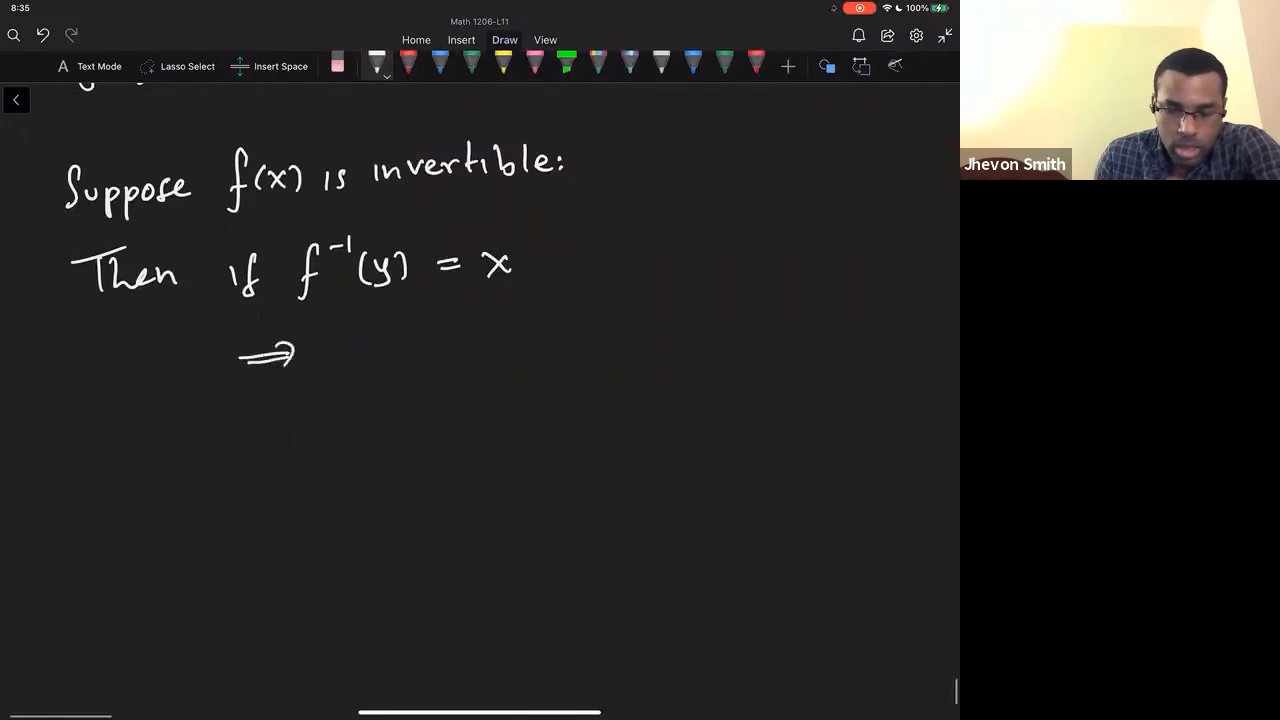 8:35
100%
Math 1206-L11
Home Insert Draw View
Text Mode Lasso Select Insert Space
Suppose f(x) is invertible:
Then if f⁻¹(y) = x
⇒
Jhevon Smith